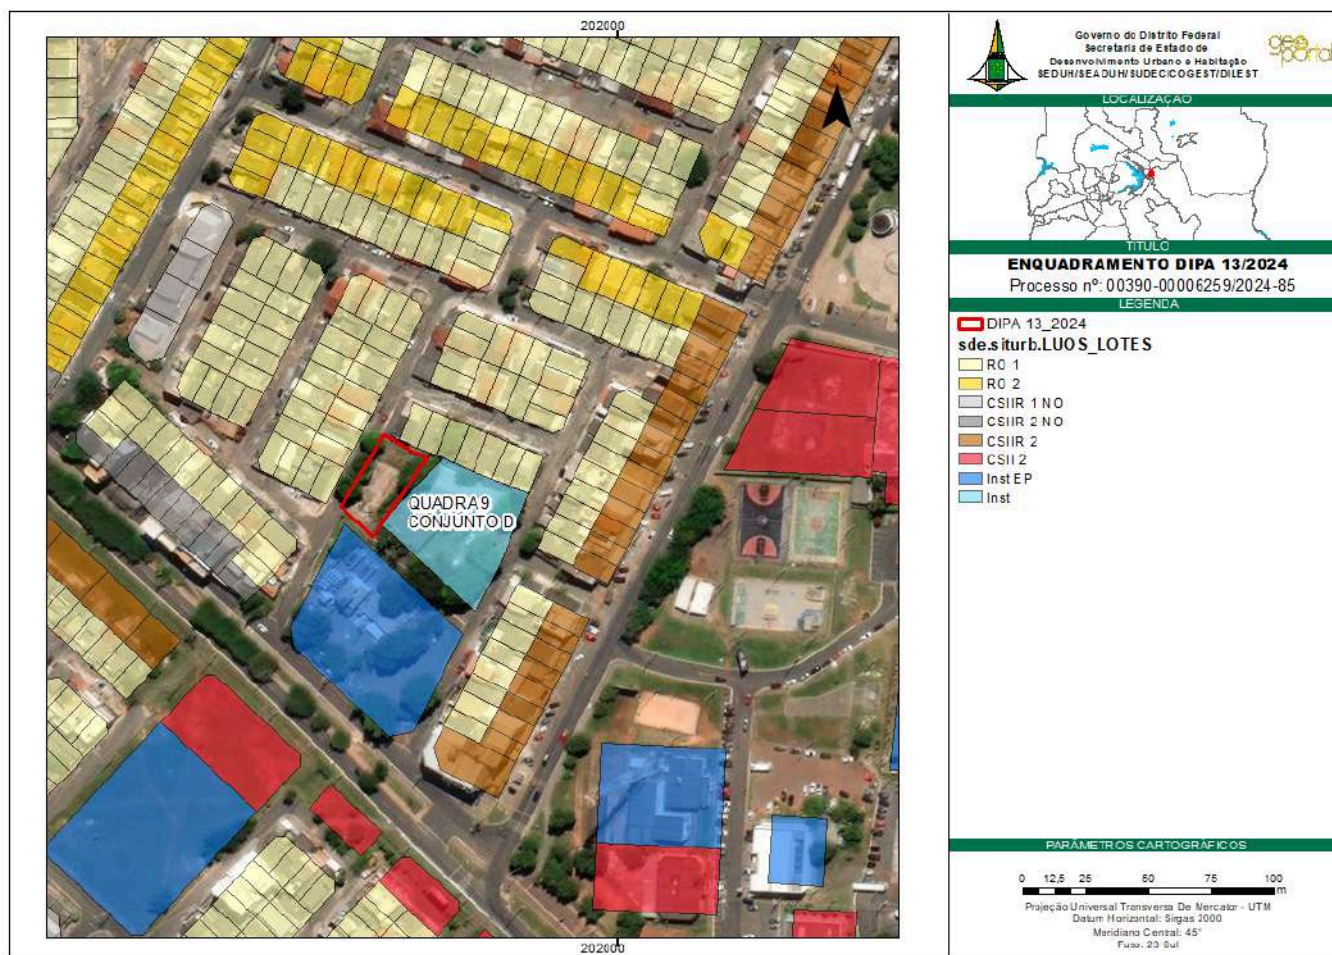 202000
N
QUADRA 9
CONJUNTO D
202000
Governo do Distrito Federal
Secretaria de Estado de
Desenvolvimento Urbano e Habitação
SEDUH/SEADUH/SUDEC/COGEST/DILEST
geo
portal
LOCALIZAÇÃO
TITULO
ENQUADRAMENTO DIPA 13/2024
Processo nº: 00390-00006259/2024-85
LEGENDA
DIPA 13_2024
sde.siturb.LUOS_LOTES
RO 1
RO 2
CSIIR 1 NO
CSIIR 2 NO
CSIIR 2
CSII 2
Inst EP
Inst
PARÂMETROS CARTOGRÁFICOS
0 12,5 25 50 75 100
m
Projeção Universal Transversa De Mercator - UTM
Datum Horizontal: Sirgas 2000
Meridiano Central: 45°
Fuso: 23 Sul